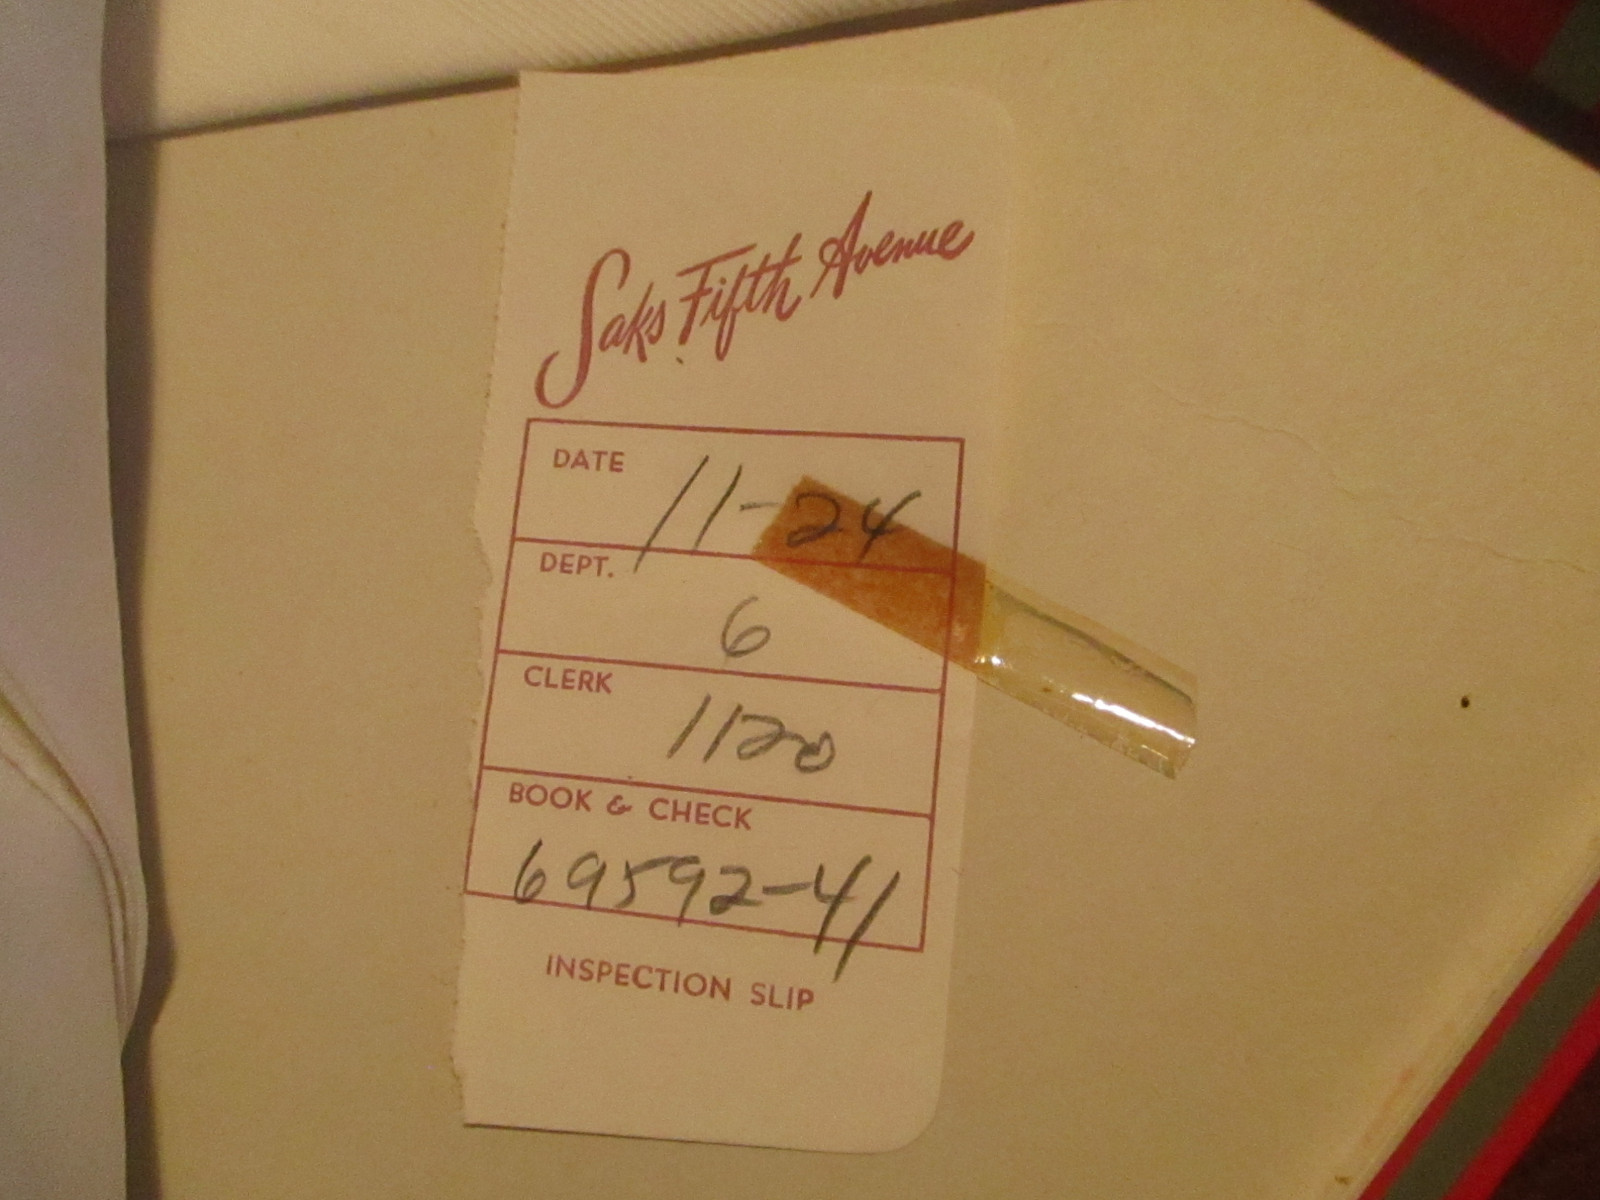 Saks Fifth Avenue
DATE 11-24
DEPT. 6
CLERK 1120
BOOK & CHECK
69592-41
INSPECTION SLIP